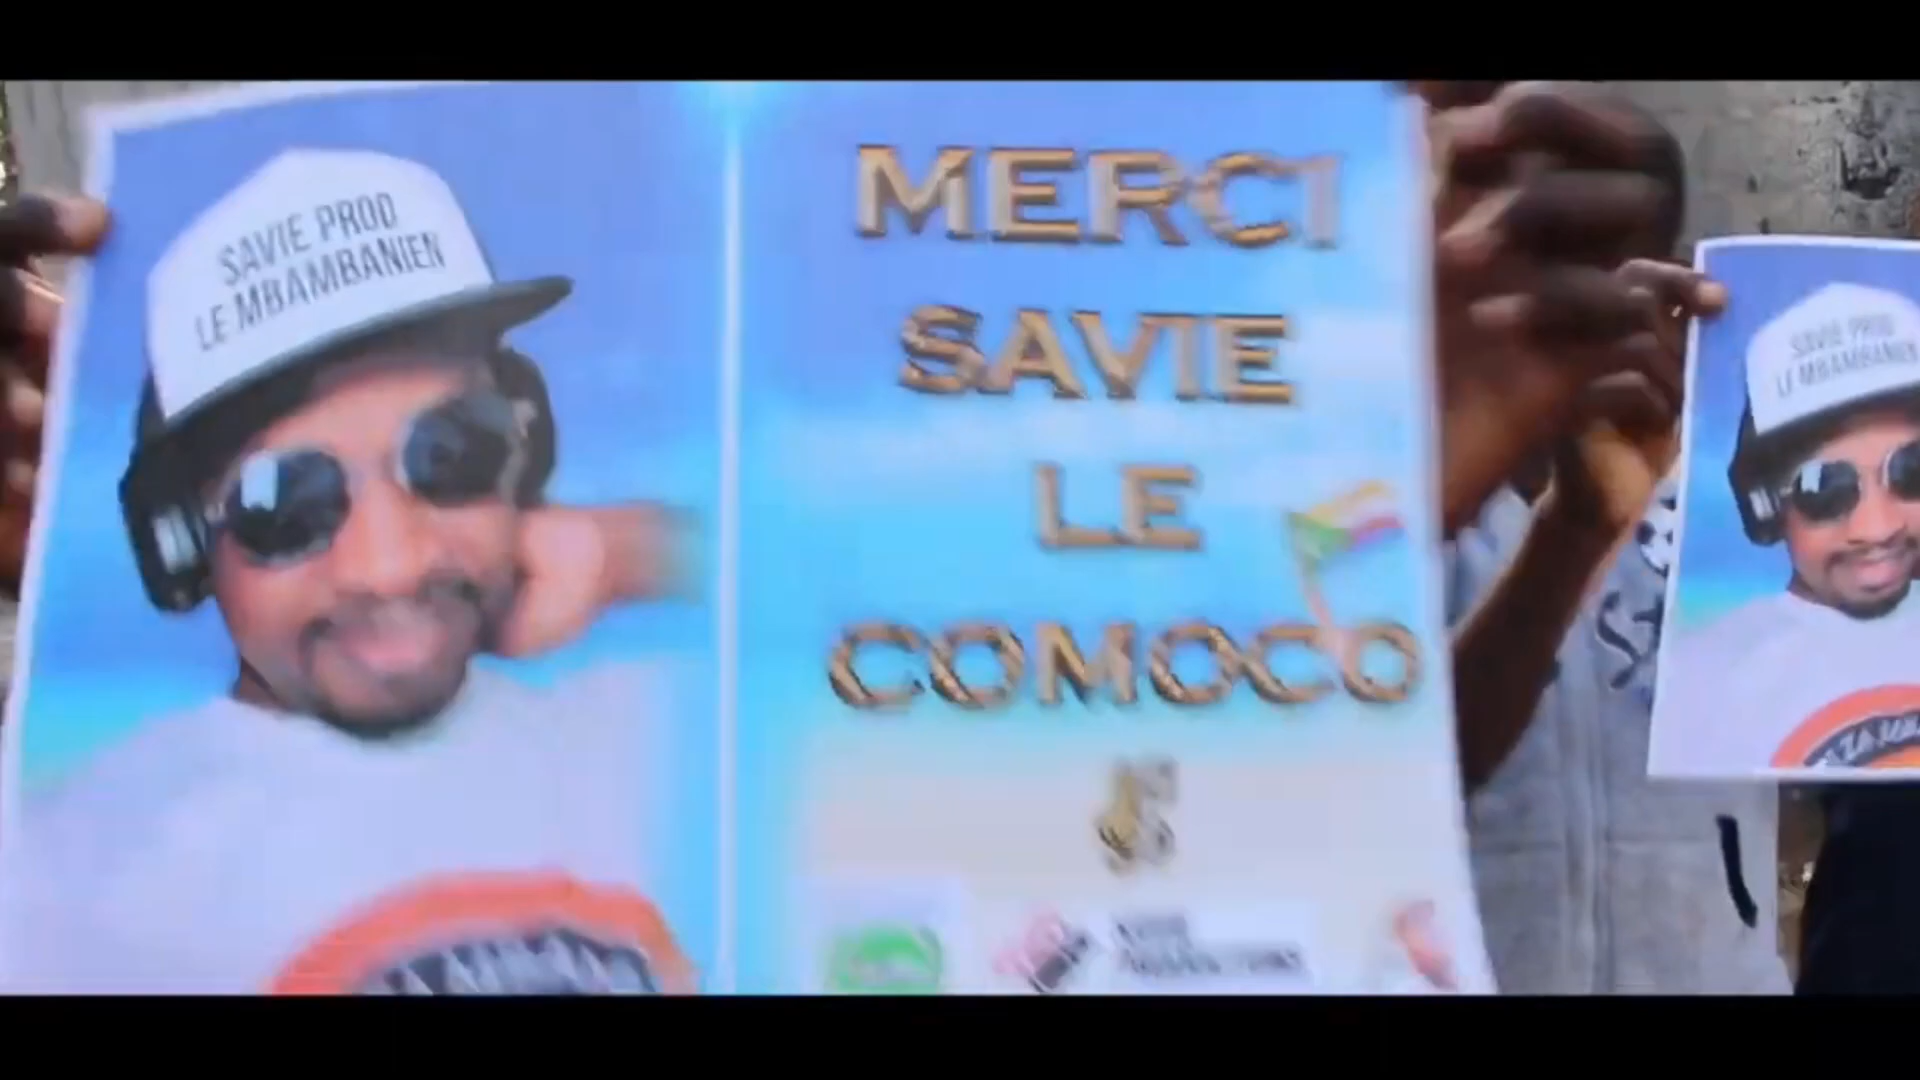 SAVIE PROD
LE MBAMBANIEN
MERCI
SAVIE
LE
COMOCO
SAVIE PROD
LE MBAMBANIEN